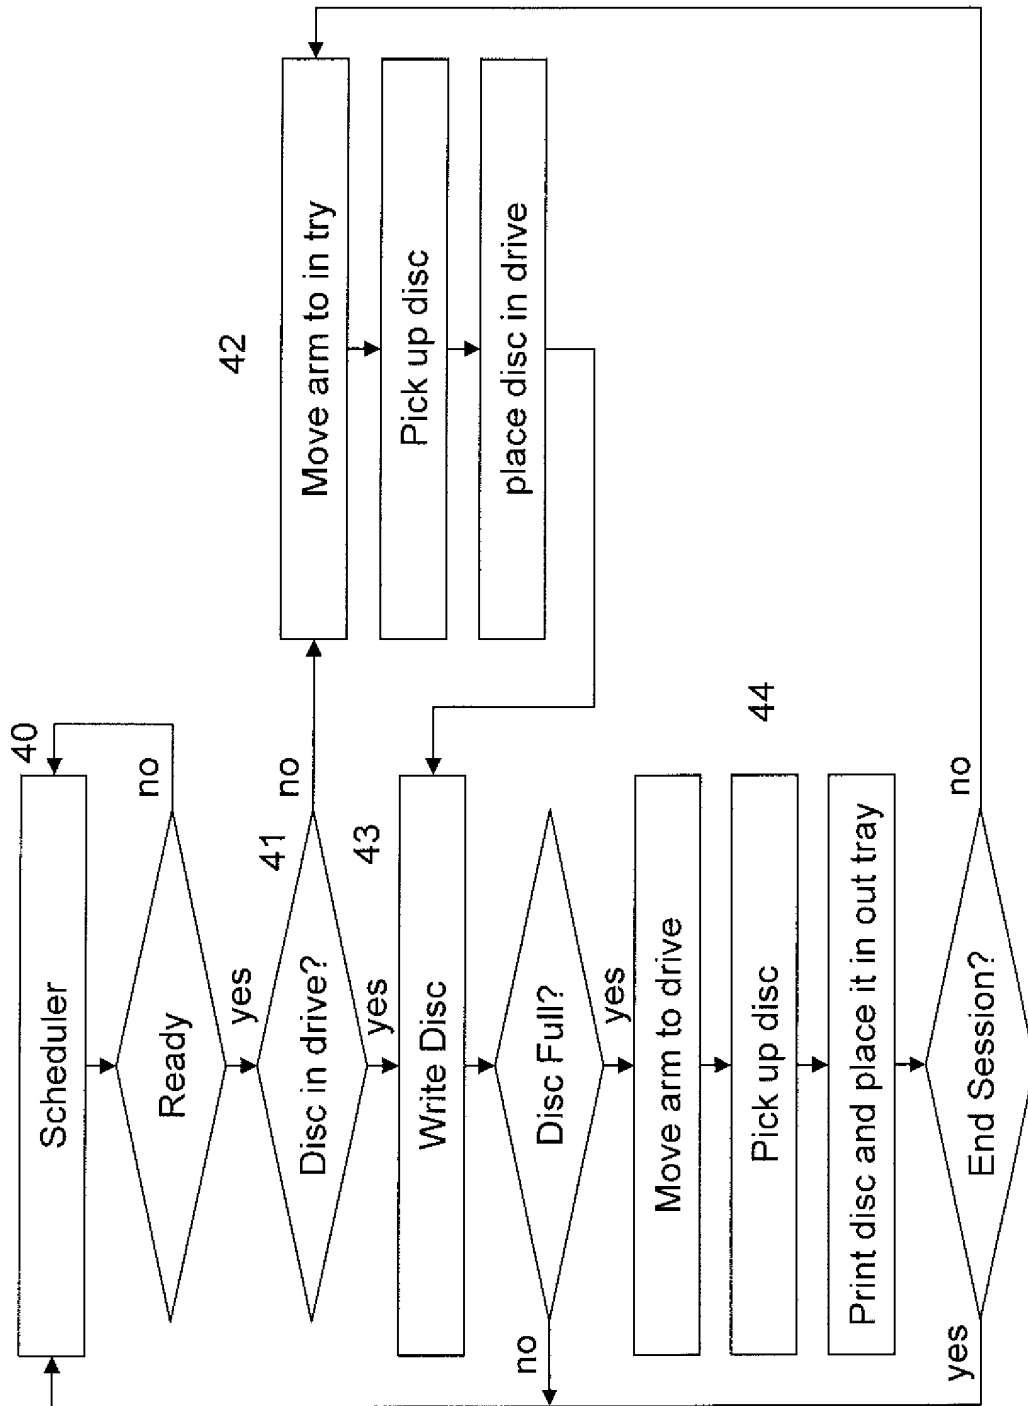 40
Scheduler
Ready
no
yes
41
Disc in drive?
no
yes
42
Move arm to in try
Pick up disc
place disc in drive
43
Write Disc
Disc Full?
no
yes
44
Move arm to drive
Pick up disc
Print disc and place it in out tray
End Session?
no
yes